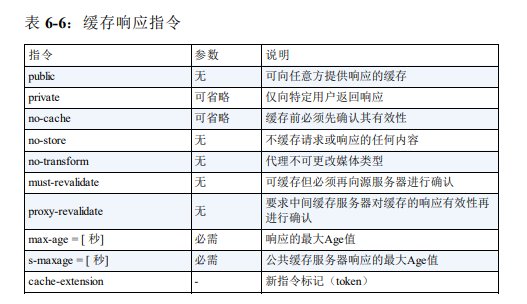 表 6-6：缓存响应指令
指令 参数 说明
public 无 可向任意方提供响应的缓存
private 可省略 仅向特定用户返回响应
no-cache 可省略 缓存前必须先确认其有效性
no-store 无 不缓存请求或响应的任何内容
no-transform 无 代理不可更改媒体类型
must-revalidate 无 可缓存但必须再向源服务器进行确认
proxy-revalidate 无 要求中间缓存服务器对缓存的响应有效性再
进行确认
max-age = [ 秒] 必需 响应的最大Age值
s-maxage = [ 秒] 必需 公共缓存服务器响应的最大Age值
cache-extension - 新指令标记（token）